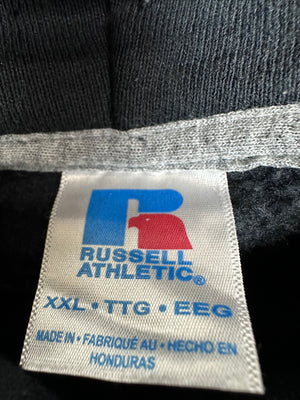 R
RUSSELL
ATHLETIC®
XXL • TTG • EEG
MADE IN • FABRIQUÉ AU • HECHO EN
HONDURAS